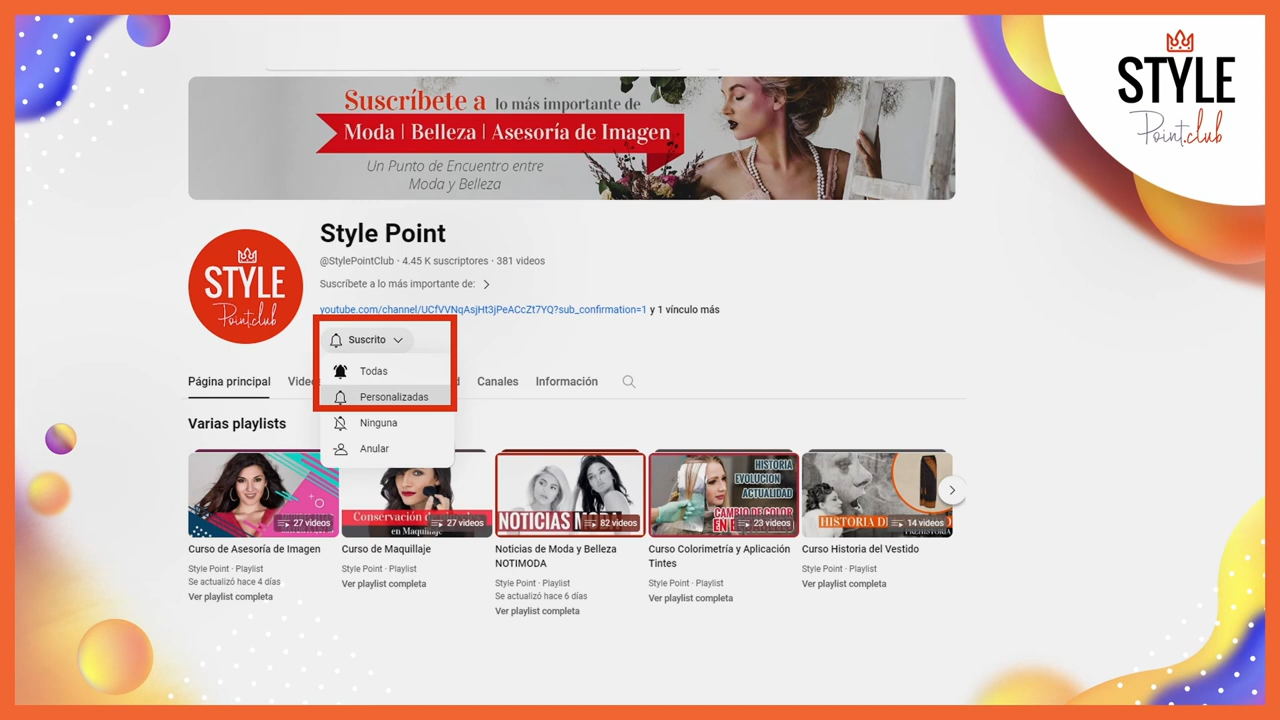 STYLE
Point.club
Suscríbete a lo más importante de
Moda | Belleza | Asesoría de Imagen
Un Punto de Encuentro entre
Moda y Belleza
STYLE
Point.club
Style Point
@StylePointClub · 4.45 K suscriptores · 381 videos
Suscríbete a lo más importante de:
youtube.com/channel/UCfVVNqAsjHt3jPeACcZt7YQ?sub_confirmation=1 y 1 vínculo más
Suscrito
Todas
Personalizadas
Ninguna
Anular
Página principal
Canales
Información
Varias playlists
27 videos
Conservación
en Maquillaje
27 videos
NOTICIAS
82 videos
HISTORIA
EVOLUCION
ACTUALIDAD
CAMBIO DE COLOR
23 videos
HISTORIA
PREHISTORIA
14 videos
Curso de Asesoría de Imagen
Style Point · Playlist
Se actualizó hace 4 días
Ver playlist completa
Curso de Maquillaje
Style Point · Playlist
Ver playlist completa
Noticias de Moda y Belleza
NOTIMODA
Style Point · Playlist
Se actualizó hace 6 días
Ver playlist completa
Curso Colorimetría y Aplicación
Tintes
Style Point · Playlist
Ver playlist completa
Curso Historia del Vestido
Style Point · Playlist
Ver playlist completa